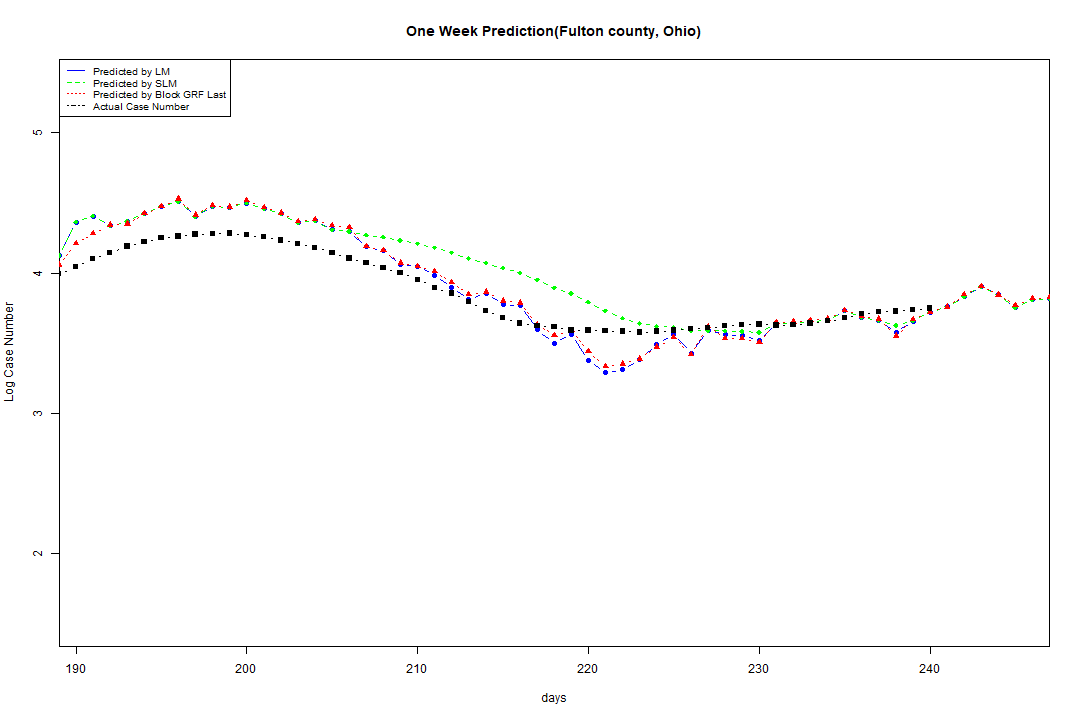 One Week Prediction(Fulton county, Ohio)
Predicted by LM
Predicted by SLM
Predicted by Block GRF Last
Actual Case Number
5
4
3
2
Log Case Number
190 200 210 220 230 240
days